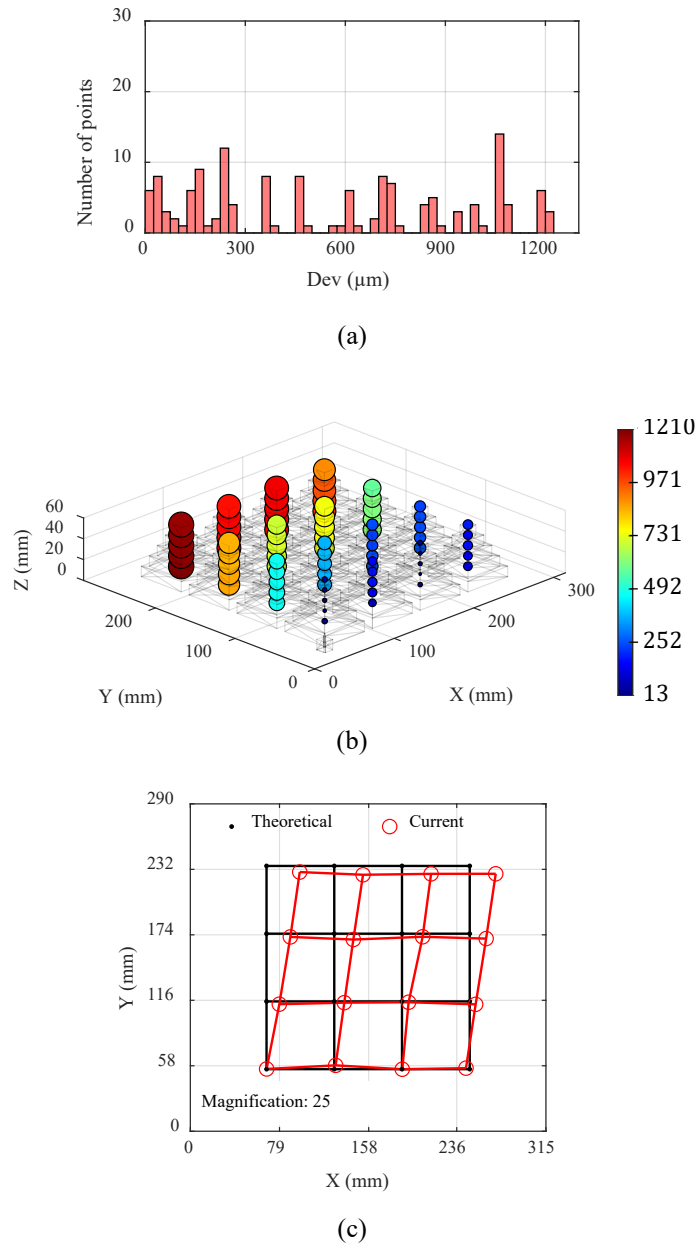 30
20
10
0
Number of points
0 300 600 900 1200
Dev (µm)
(a)
60
40
20
0
Z (mm)
200
100
0
Y (mm)
0
100
200
300
X (mm)
1210
971
731
492
252
13
(b)
290
232
174
116
58
0
Y (mm)
Theoretical Current
Magnification: 25
0 79 158 236 315
X (mm)
(c)